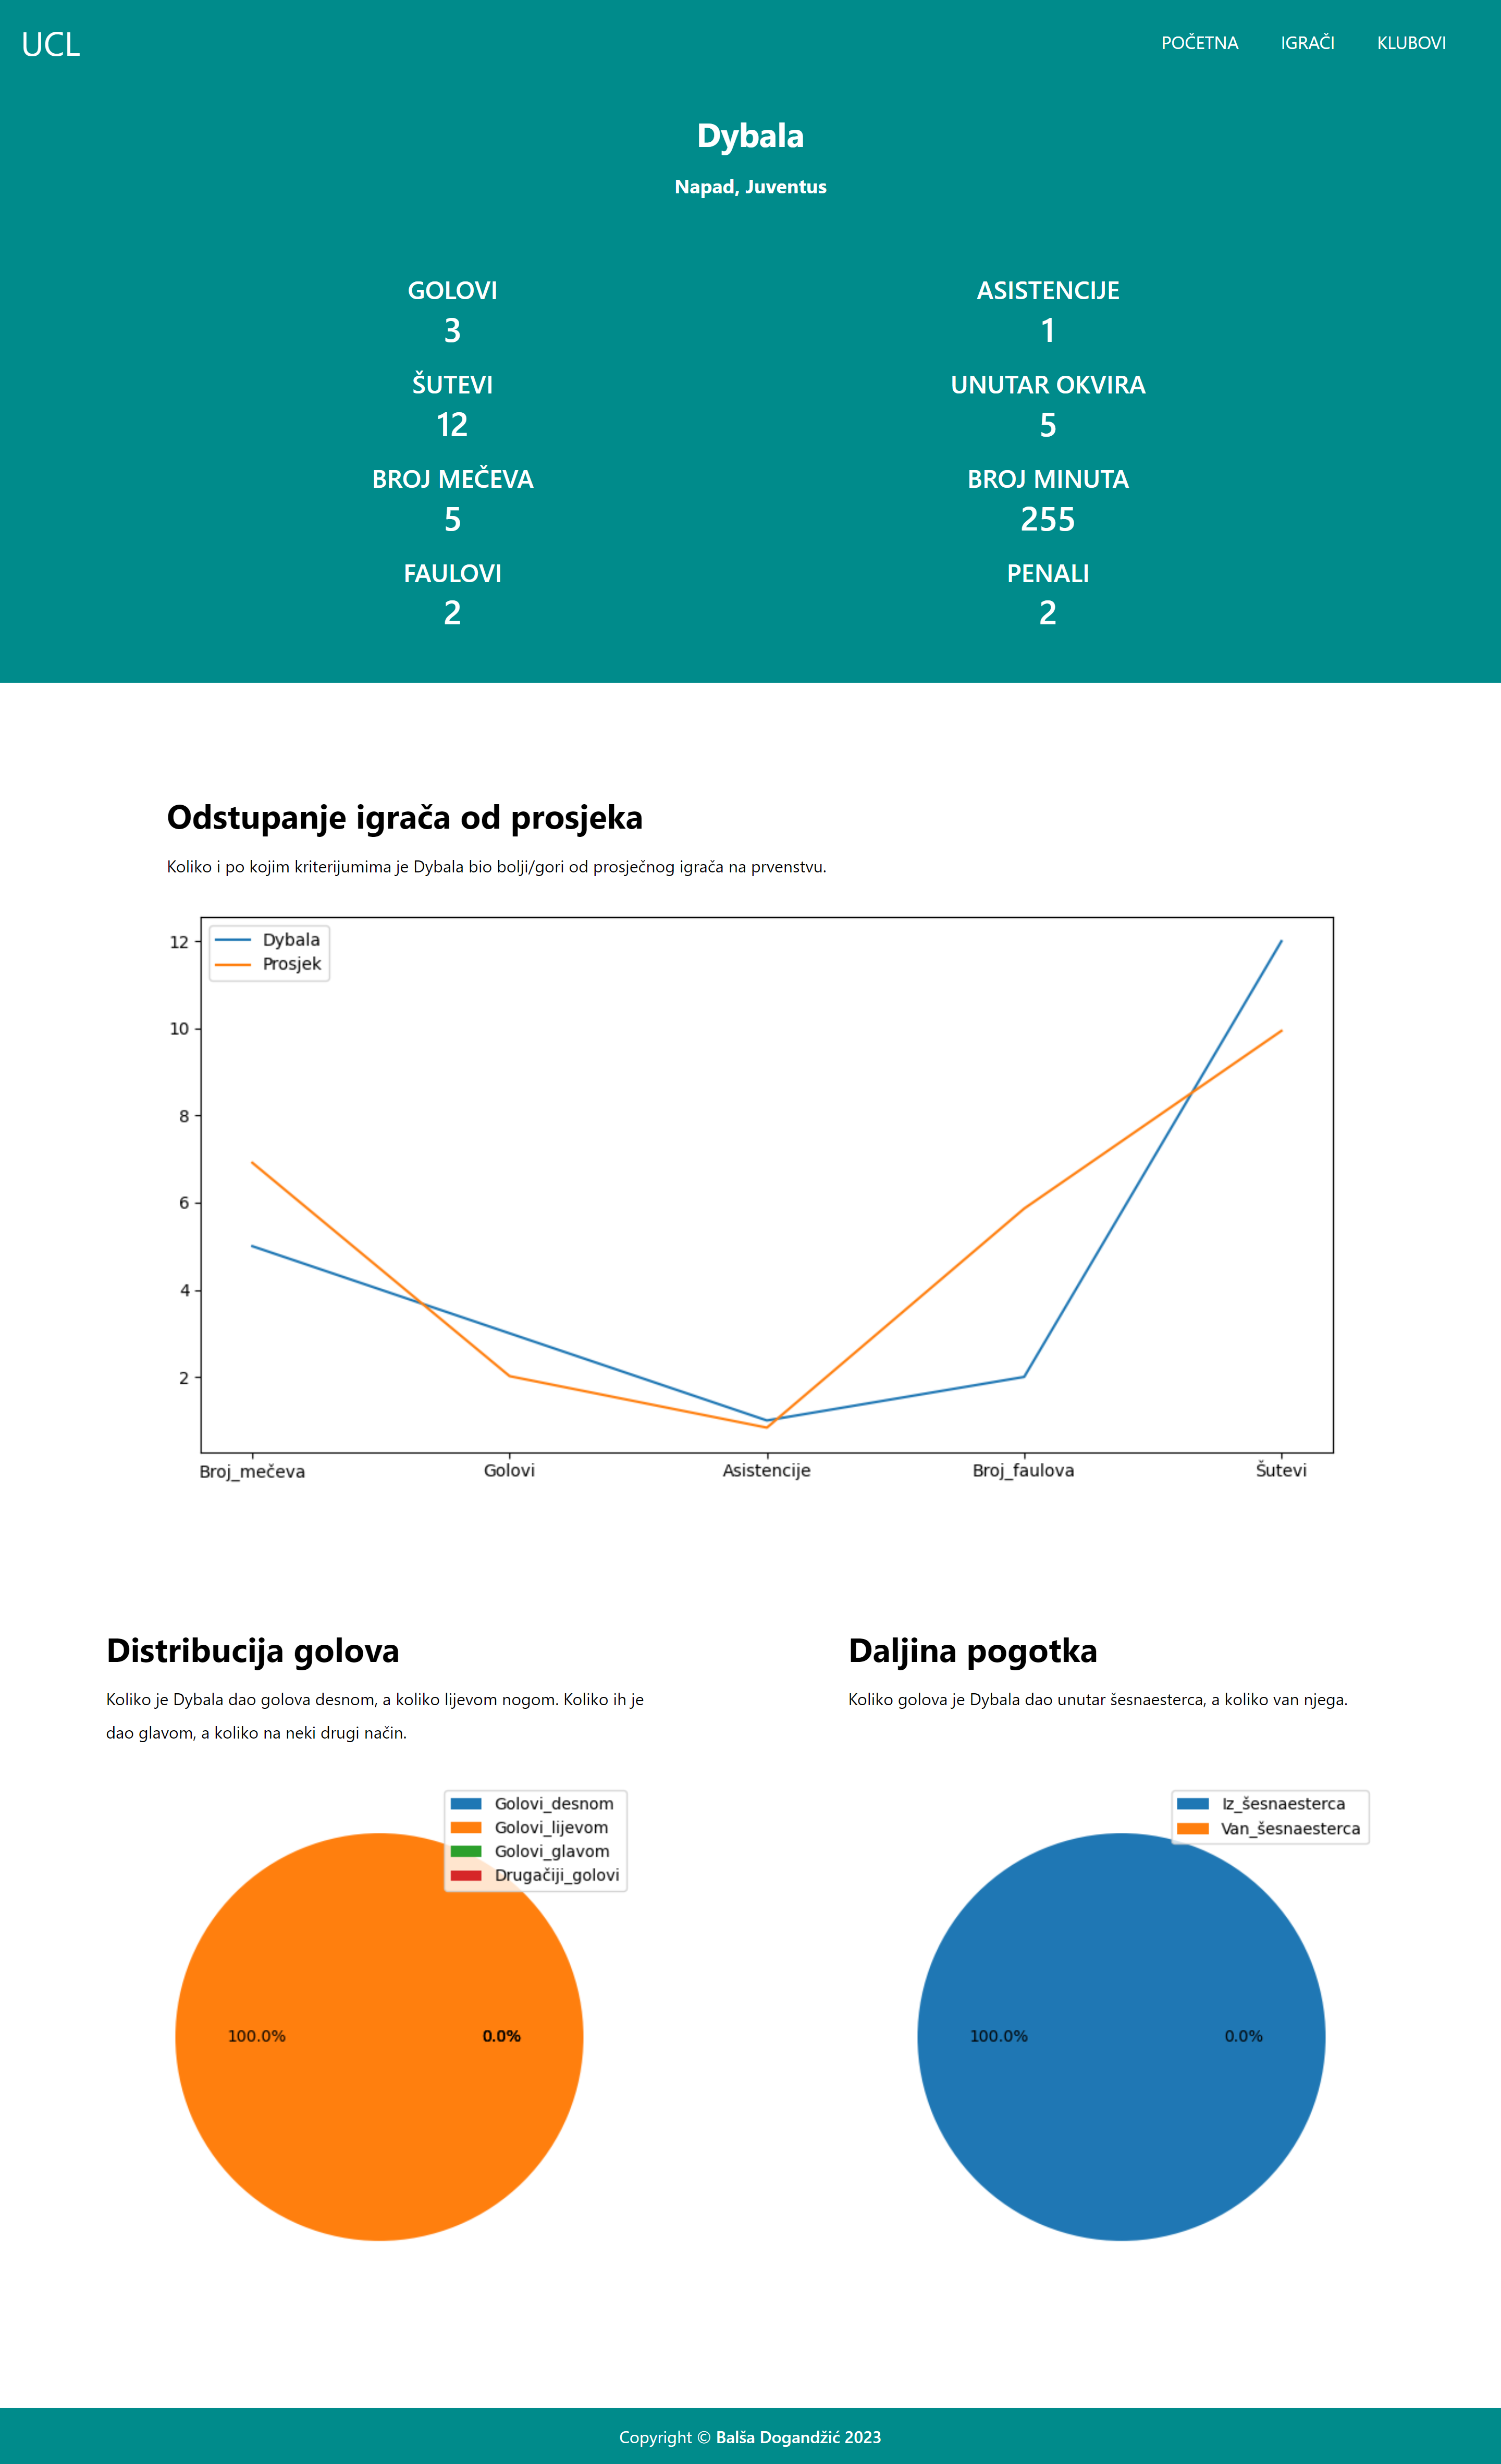 UCL
POČETNA IGRAČI KLUBOVI
Dybala
Napad, Juventus
GOLOVI
3
ASISTENCIJE
1
ŠUTEVI
12
UNUTAR OKVIRA
5
BROJ MEČEVA
5
BROJ MINUTA
255
FAULOVI
2
PENALI
2
Odstupanje igrača od prosjeka
Koliko i po kojim kriterijumima je Dybala bio bolji/gori od prosječnog igrača na prvenstvu.
Dybala
Prosjek
12
10
8
6
4
2
Broj_mečeva Golovi Asistencije Broj_faulova Šutevi
Distribucija golova
Koliko je Dybala dao golova desnom, a koliko lijevom nogom. Koliko ih je
dao glavom, a koliko na neki drugi način.
Golovi_desnom
Golovi_lijevom
Golovi_glavom
Drugačiji_golovi
100.0% 0.0%
Daljina pogotka
Koliko golova je Dybala dao unutar šesnaesterca, a koliko van njega.
Iz_šesnaesterca
Van_šesnaesterca
100.0% 0.0%
Copyright © Balša Dogandžić 2023